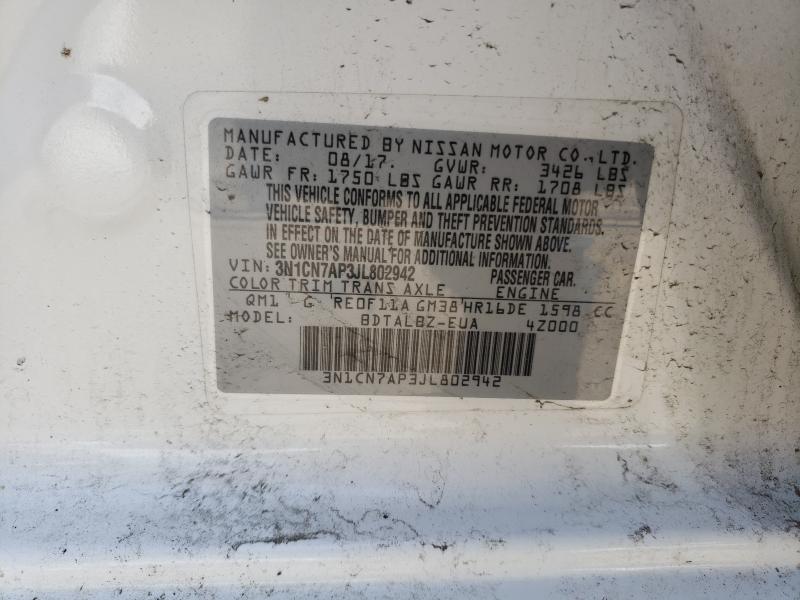 MANUFACTURED BY NISSAN MOTOR CO., LTD.
DATE: 08/17. GVWR: 3426 LBS
GAWR FR: 1750 LBS GAWR RR: 1708 LBS
THIS VEHICLE CONFORMS TO ALL APPLICABLE FEDERAL MOTOR
VEHICLE SAFETY, BUMPER AND THEFT PREVENTION STANDARDS.
IN EFFECT ON THE DATE OF MANUFACTURE SHOWN ABOVE.
SEE OWNER'S MANUAL FOR ADDITIONAL INFORMATION.
VIN: 3N1CN7AP3JL802942 PASSENGER CAR.
COLOR TRIM TRANS AXLE ENGINE
QM1 G RE0F11A GM38 HR16DE 1598 CC
MODEL: BDTALBZ-EUA 4Z000
3N1CN7AP3JL802942